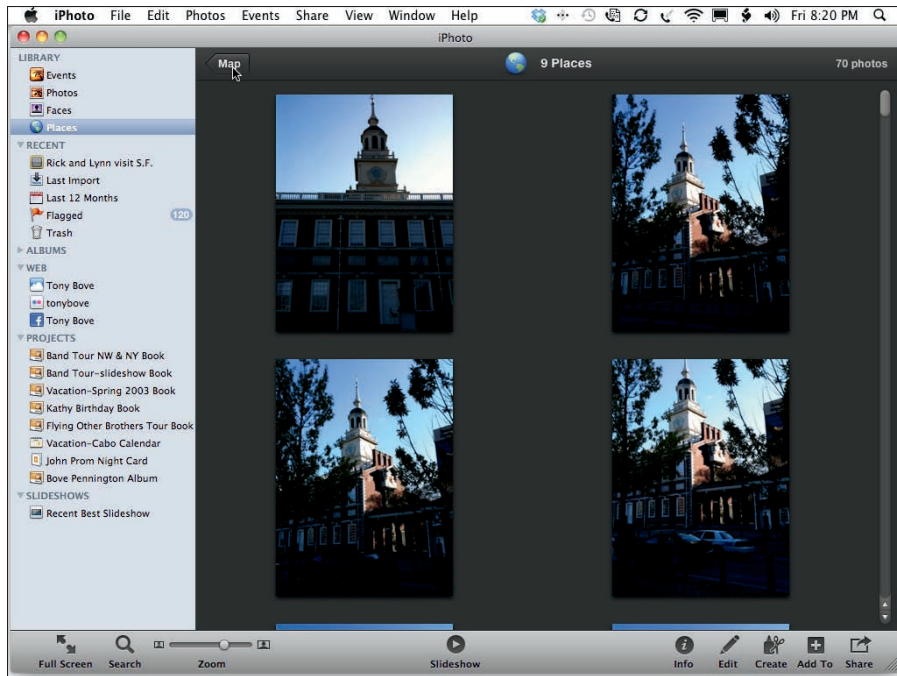 iPhoto File Edit Photos Events Share View Window Help Fri 8:20 PM
iPhoto
LIBRARY
Events
Photos
Faces
Places
RECENT
Rick and Lynn visit S.F.
Last Import
Last 12 Months
Flagged 120
Trash
ALBUMS
WEB
Tony Bove
tonybove
Tony Bove
PROJECTS
Band Tour NW & NY Book
Band Tour-slideshow Book
Vacation-Spring 2003 Book
Kathy Birthday Book
Flying Other Brothers Tour Book
Vacation-Cabo Calendar
John Prom Night Card
Bove Pennington Album
SLIDESHOWS
Recent Best Slideshow
Map 9 Places 70 photos
Full Screen Search Zoom Slideshow Info Edit Create Add To Share